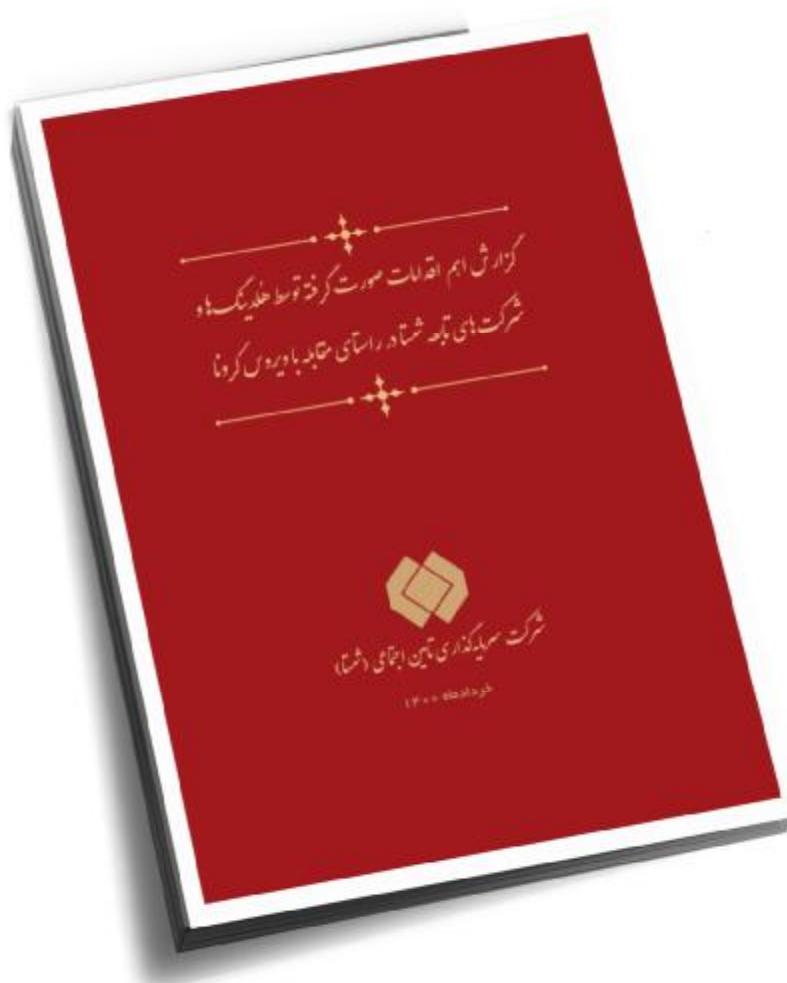 گزارش اهم اقدامات صورت گرفته توسط هلدینگ‌ها و
شرکت‌های تابعه شستا در راستای مقابله با ویروس کرونا
شرکت سرمایه‌گذاری تأمین اجتماعی (شستا)
خردادماه ۱۴۰۰